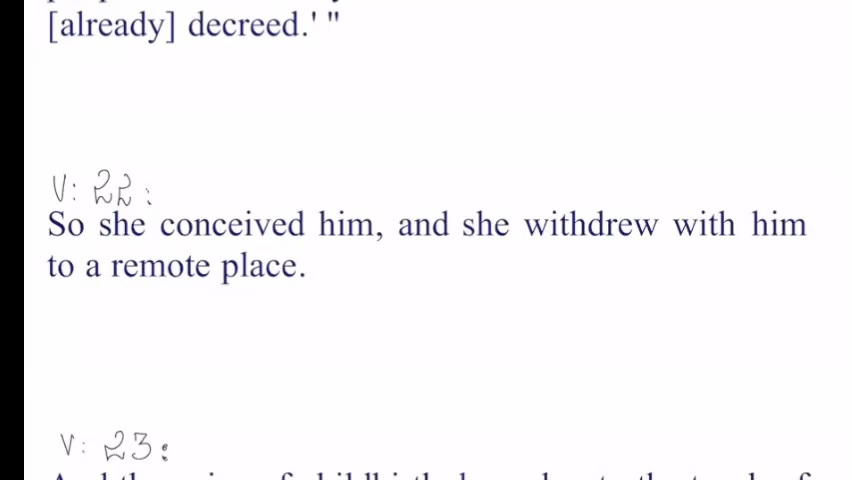 [already] decreed.' "
V: 22:
So she conceived him, and she withdrew with him
to a remote place.
V: 23: